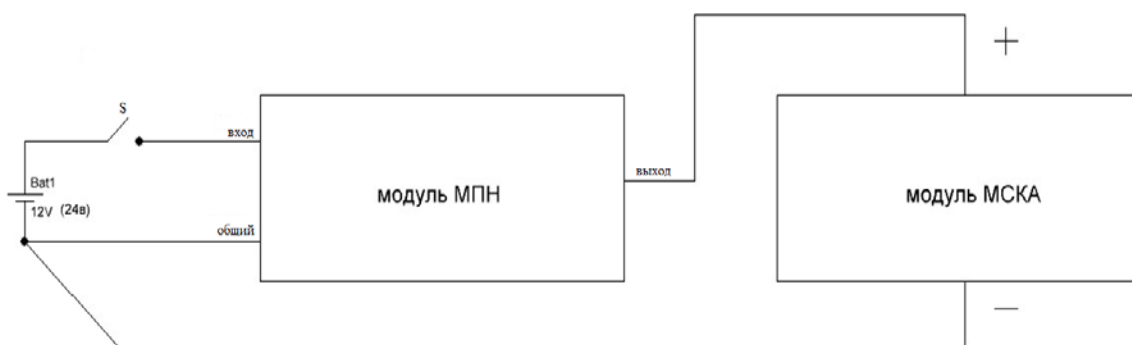 S
вход
Bat1
12V (24в)
общий
модуль МПН
выход
+
модуль МСКА
—